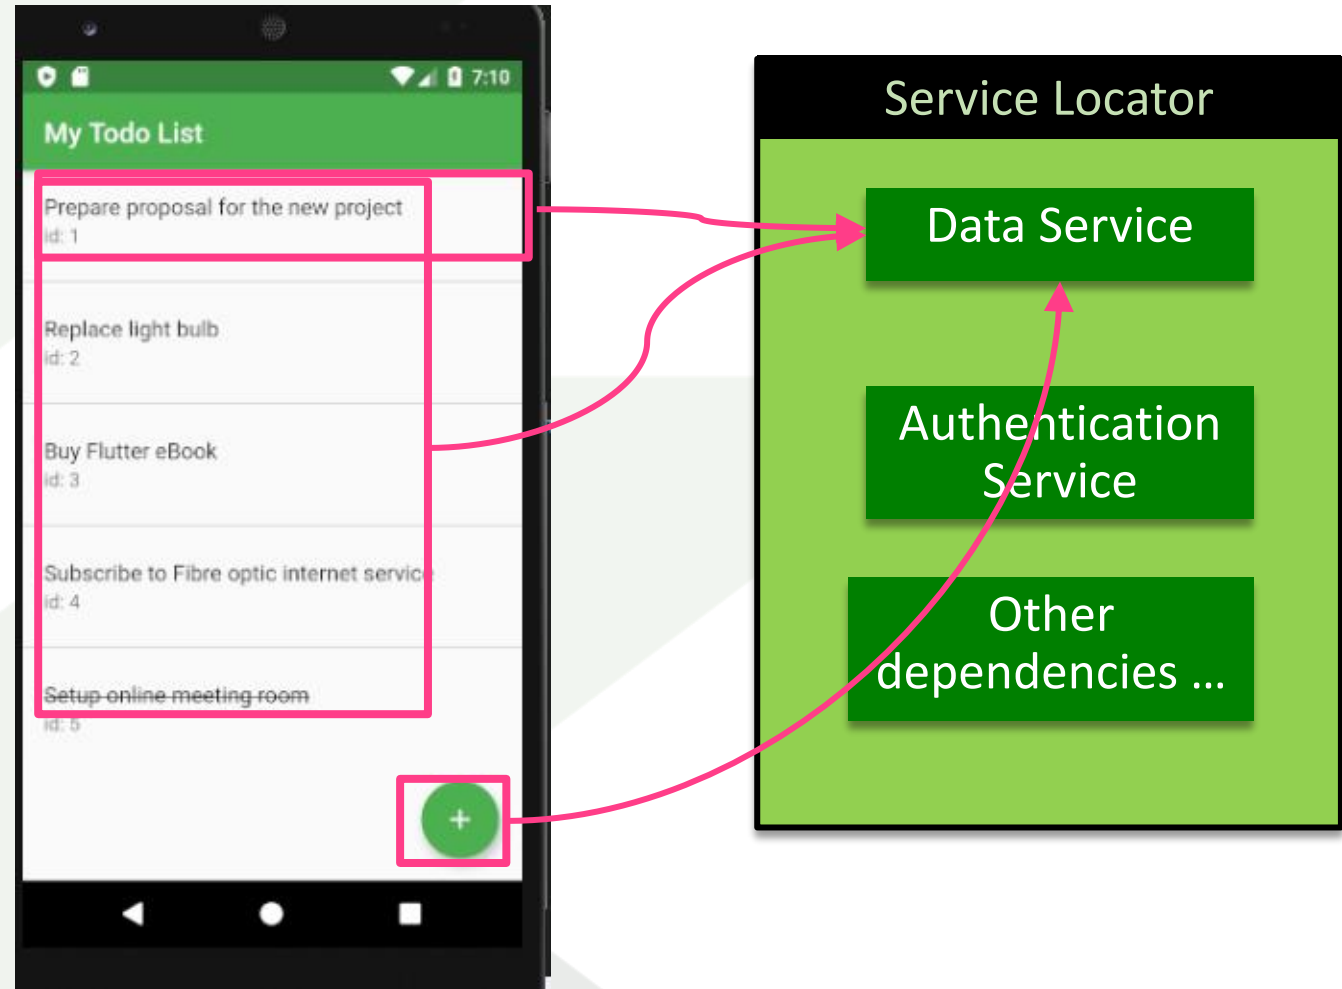 7:10
My Todo List
Prepare proposal for the new project
id: 1
Replace light bulb
id: 2
Buy Flutter eBook
id: 3
Subscribe to Fibre optic internet service
id: 4
Setup online meeting room
id: 5
+
Service Locator
Data Service
Authentication
Service
Other
dependencies ...